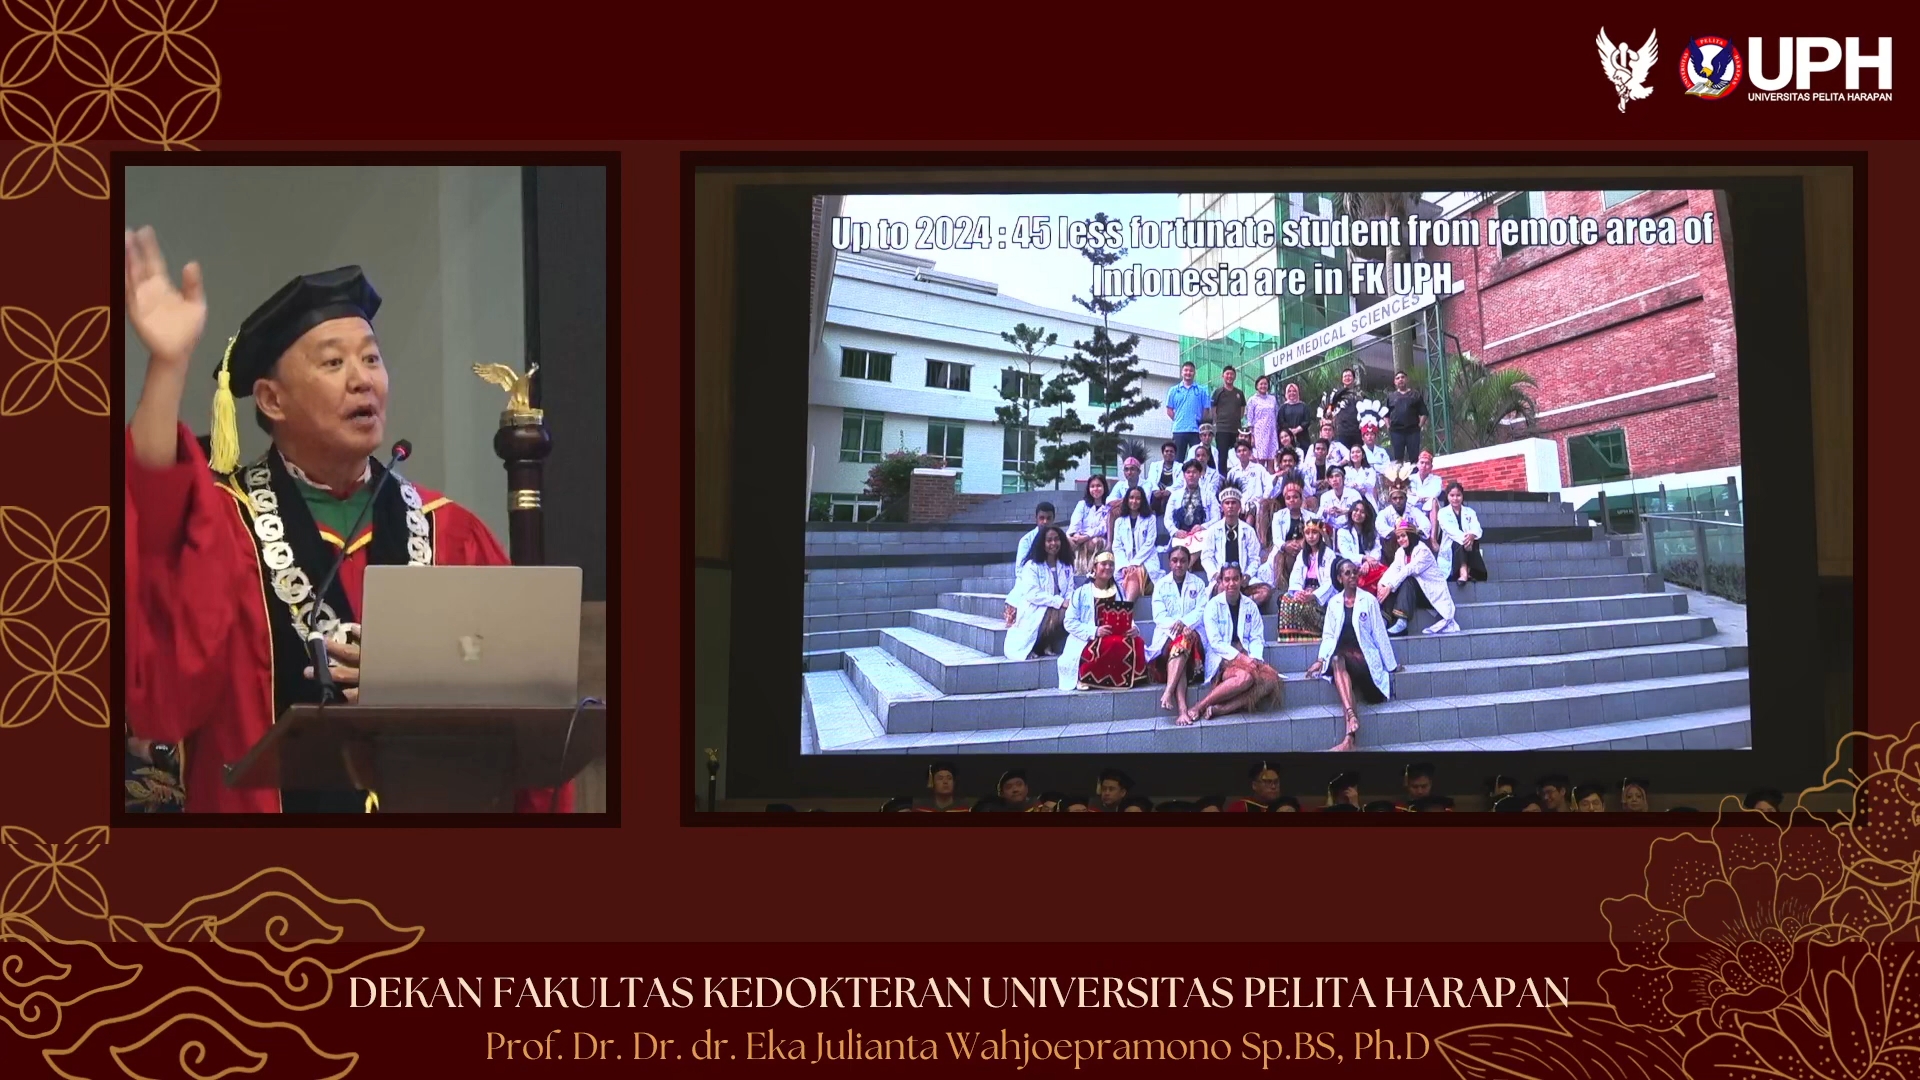 UPH
UNIVERSITAS PELITA HARAPAN
Up to 2024 : 45 less fortunate student from remote area of
Indonesia are in FK UPH
UPH MEDICAL SCIENCES
DEKAN FAKULTAS KEDOKTERAN UNIVERSITAS PELITA HARAPAN
Prof. Dr. Dr. dr. Eka Julianta Wahjoepramono Sp.BS, Ph.D